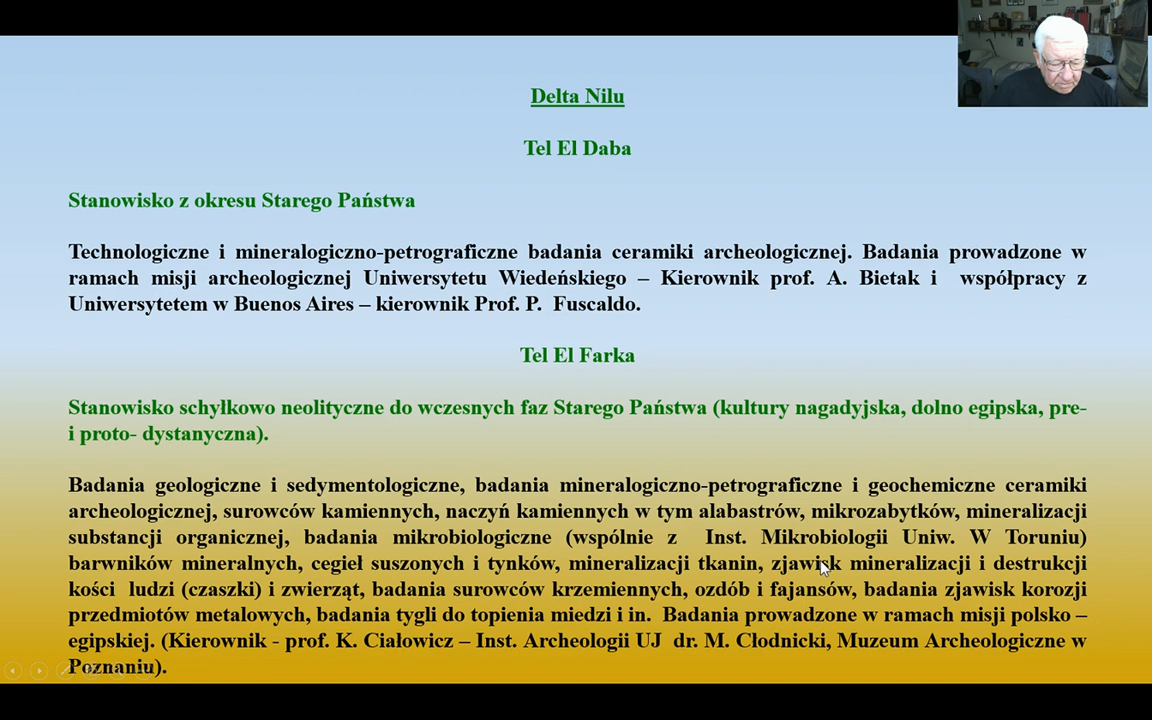 Delta Nilu
Tel El Daba
Stanowisko z okresu Starego Państwa
Technologiczne i mineralogiczno-petrograficzne badania ceramiki archeologicznej. Badania prowadzone w
ramach misji archeologicznej Uniwersytetu Wiedeńskiego – Kierownik prof. A. Bietak i współpracy z
Uniwersytetem w Buenos Aires – kierownik Prof. P. Fuscaldo.
Tel El Farka
Stanowisko schyłkowo neolityczne do wczesnych faz Starego Państwa (kultury nagadyjska, dolno egipska, pre-
i proto- dystanyczna).
Badania geologiczne i sedymentologiczne, badania mineralogiczno-petrograficzne i geochemiczne ceramiki
archeologicznej, surowców kamiennych, naczyń kamiennych w tym alabastrów, mikrozabytków, mineralizacji
substancji organicznej, badania mikrobiologiczne (wspólnie z Inst. Mikrobiologii Uniw. W Toruniu)
barwników mineralnych, cegieł suszonych i tynków, mineralizacji tkanin, zjawisk mineralizacji i destrukcji
kości ludzi (czaszki) i zwierząt, badania surowców krzemiennych, ozdób i fajansów, badania zjawisk korozji
przedmiotów metalowych, badania tygli do topienia miedzi i in. Badania prowadzone w ramach misji polsko –
egipskiej. (Kierownik - prof. K. Ciałowicz – Inst. Archeologii UJ dr. M. Cłodnicki, Muzeum Archeologiczne w
Poznaniu).